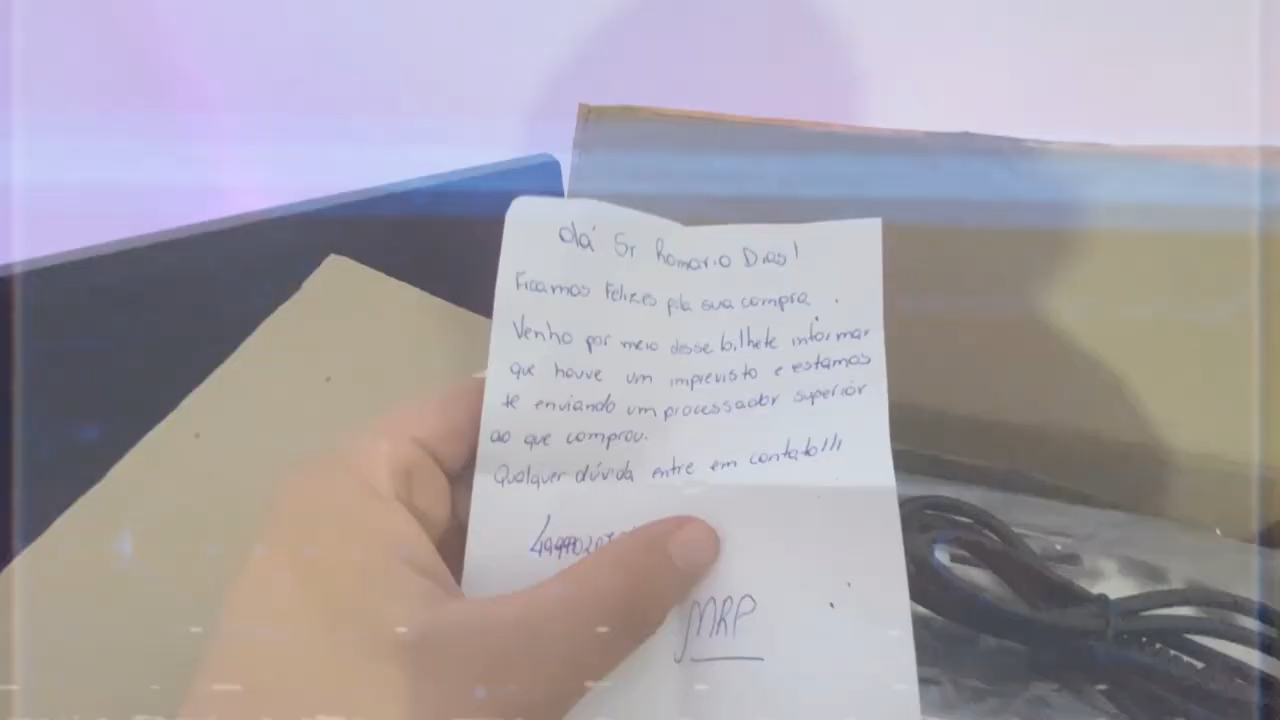 Olá Sr Romario Dias!
Ficamos Felizes pela sua compra.
Venho por meio desse bilhete informar
que houve um imprevisto e estamos
te enviando um processador superior
ao que comprou.
Qualquer dúvida entre em contato!!!
MRP